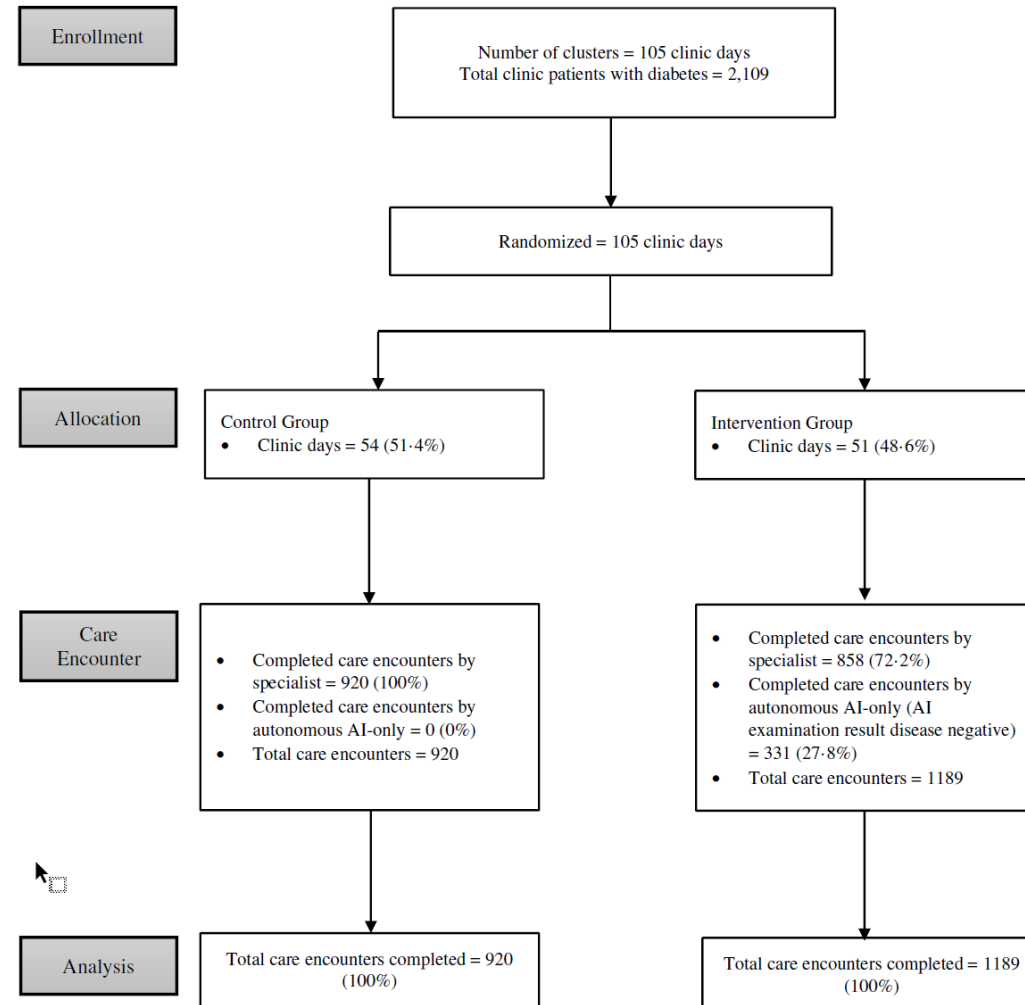 Enrollment
Number of clusters = 105 clinic days
Total clinic patients with diabetes = 2,109
Randomized = 105 clinic days
Allocation
Control Group
• Clinic days = 54 (51·4%)
Intervention Group
• Clinic days = 51 (48·6%)
Care
Encounter
• Completed care encounters by
specialist = 920 (100%)
• Completed care encounters by
autonomous AI-only = 0 (0%)
• Total care encounters = 920
• Completed care encounters by
specialist = 858 (72·2%)
• Completed care encounters by
autonomous AI-only (AI
examination result disease negative)
= 331 (27·8%)
• Total care encounters = 1189
Analysis
Total care encounters completed = 920
(100%)
Total care encounters completed = 1189
(100%)